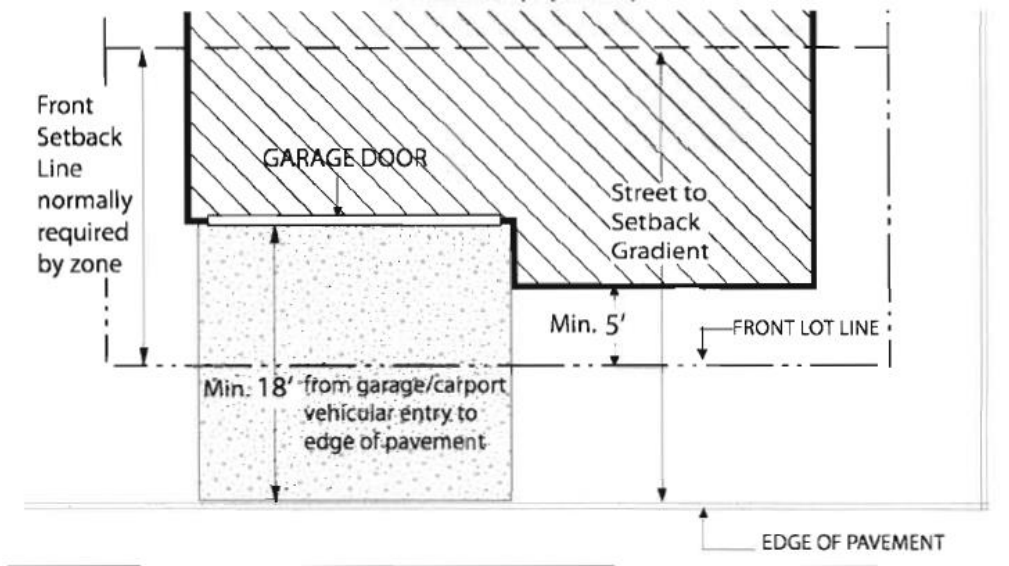 Front
Setback
Line
normally
required
by zone
GARAGE DOOR
Street to
Setback
Gradient
Min. 5'
FRONT LOT LINE
Min. 18' from garage/carport
vehicular entry to
edge of pavement
EDGE OF PAVEMENT